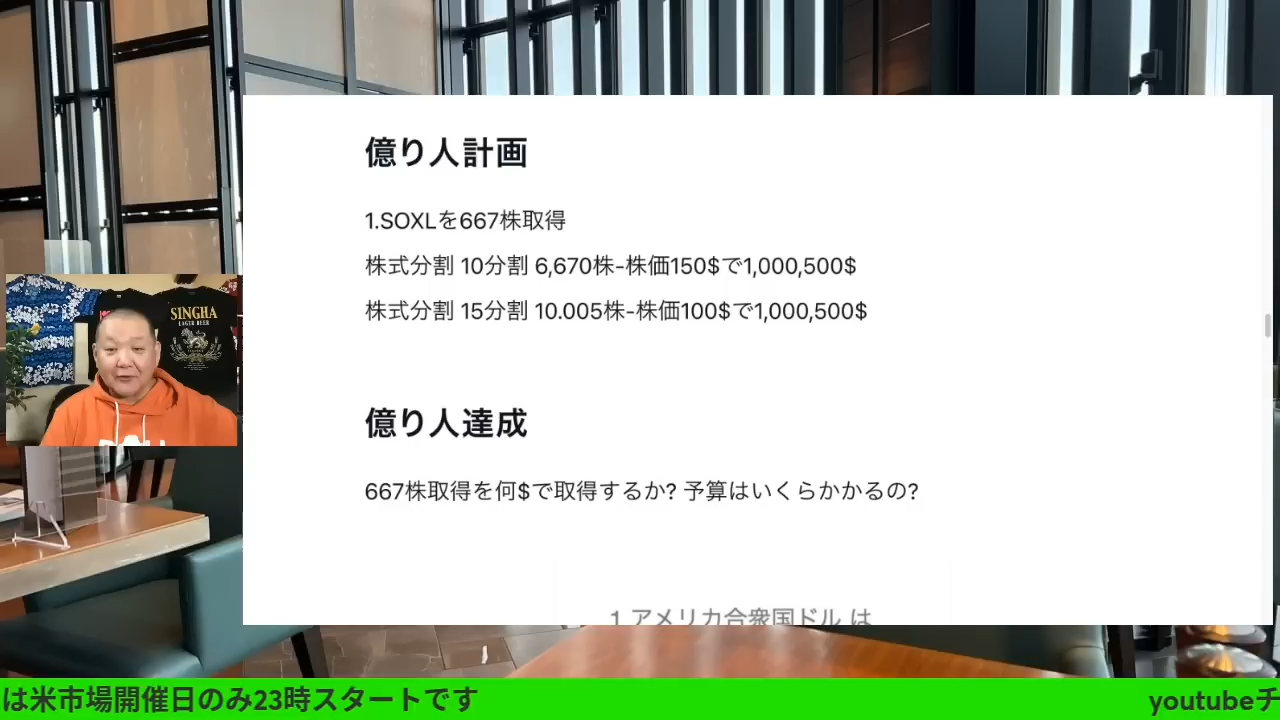 億り人計画
1.SOXLを667株取得
株式分割 10分割 6,670株-株価150$で1,000,500$
株式分割 15分割 10.005株-株価100$で1,000,500$
億り人達成
667株取得を何$で取得するか? 予算はいくらかかるの?
1 アメリカ合衆国ドル は
SINGHA
LAGER BEER
は米市場開催日のみ23時スタートです
youtubeチ